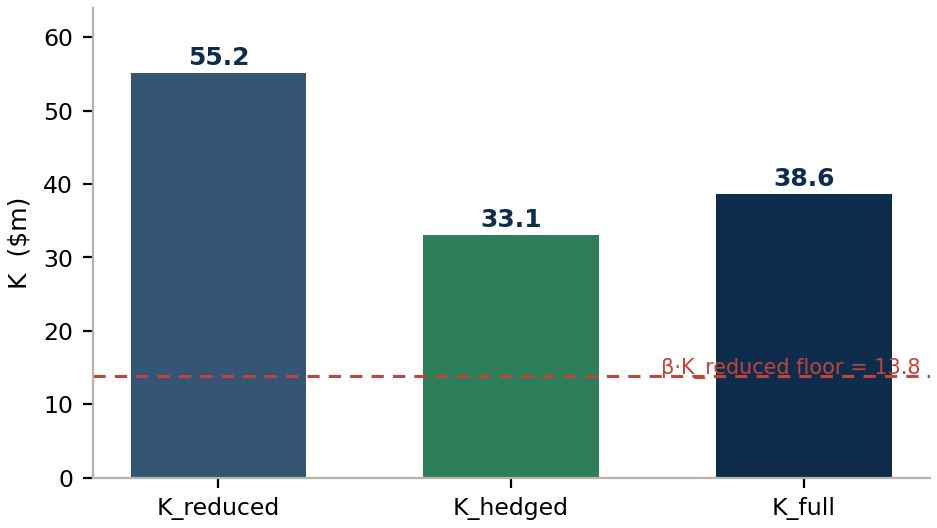 K ($m)
60
50
40
30
20
10
0
55.2
33.1
38.6
β·K_reduced floor = 13.8
K_reduced
K_hedged
K_full